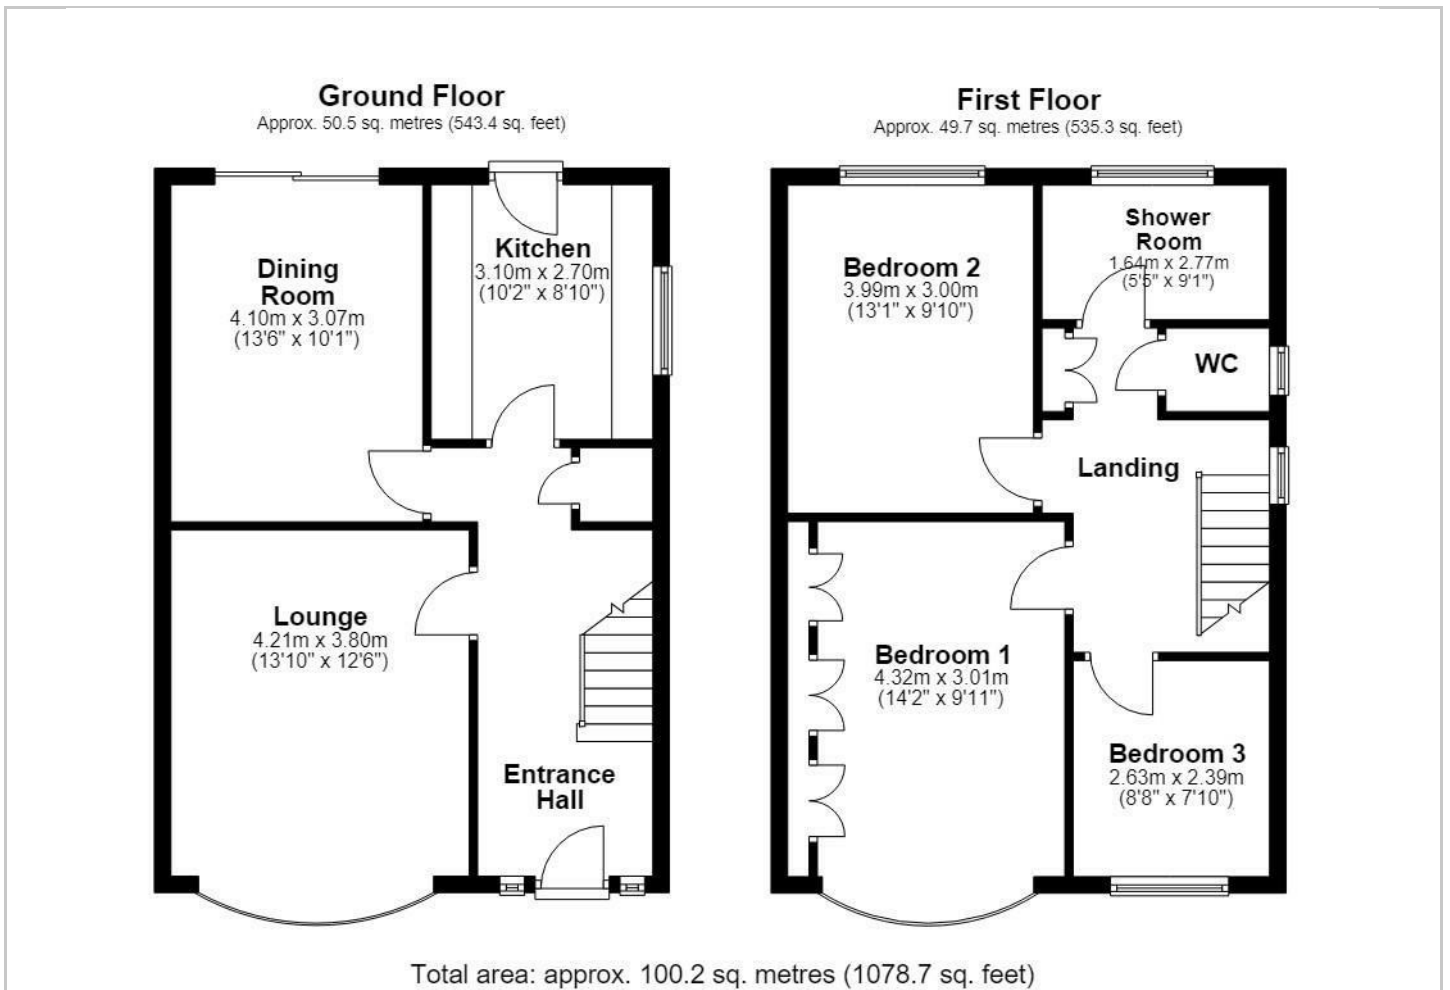 Ground Floor
Approx. 50.5 sq. metres (543.4 sq. feet)
Dining
Room
4.10m x 3.07m
(13'6" x 10'1")
Kitchen
3.10m x 2.70m
(10'2" x 8'10")
Lounge
4.21m x 3.80m
(13'10" x 12'6")
Entrance
Hall
First Floor
Approx. 49.7 sq. metres (535.3 sq. feet)
Bedroom 2
3.99m x 3.00m
(13'1" x 9'10")
Shower
Room
1.64m x 2.77m
(5'5" x 9'1")
WC
Landing
Bedroom 1
4.32m x 3.01m
(14'2" x 9'11")
Bedroom 3
2.63m x 2.39m
(8'8" x 7'10")
Total area: approx. 100.2 sq. metres (1078.7 sq. feet)